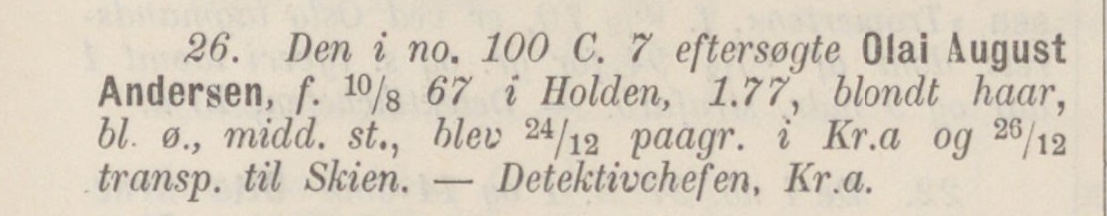 26. Den i no. 100 C. 7 eftersøgte Olai August
Andersen, f. 10/8 67 i Holden, 1.77, blondt haar,
bl. ø., midd. st., blev 24/12 paagr. i Kr.a og 26/12
transp. til Skien. — Detektivchefen, Kr.a.